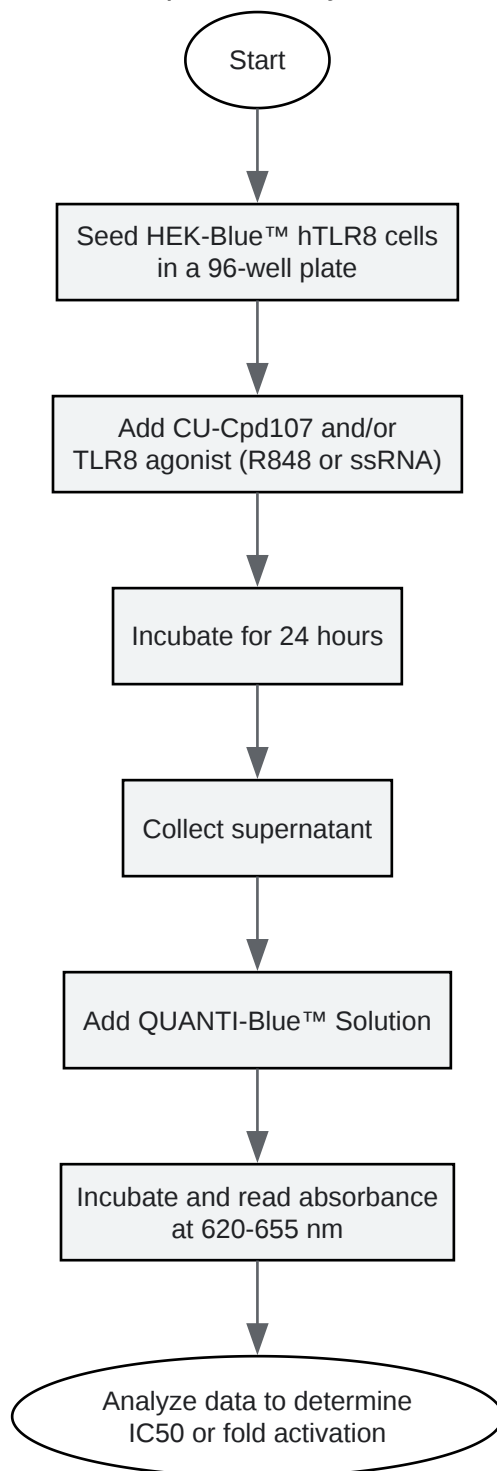 Start
Seed HEK-Blue™ hTLR8 cells
in a 96-well plate
Add CU-Cpd107 and/or
TLR8 agonist (R848 or ssRNA)
Incubate for 24 hours
Collect supernatant
Add QUANTI-Blue™ Solution
Incubate and read absorbance
at 620-655 nm
Analyze data to determine
IC50 or fold activation